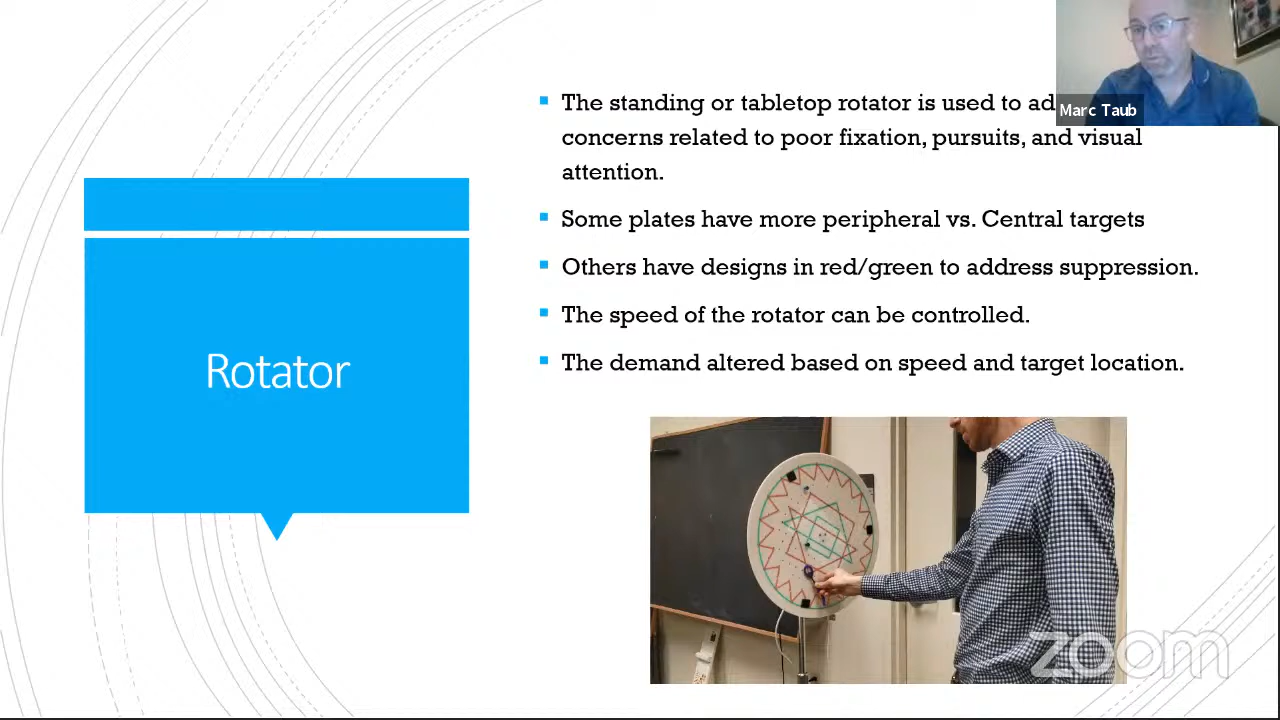 Marc Taub
The standing or tabletop rotator is used to
concerns related to poor fixation, pursuits, and visual
attention.
Some plates have more peripheral vs. Central targets
Others have designs in red/green to address suppression.
The speed of the rotator can be controlled.
The demand altered based on speed and target location.
Rotator
zoom